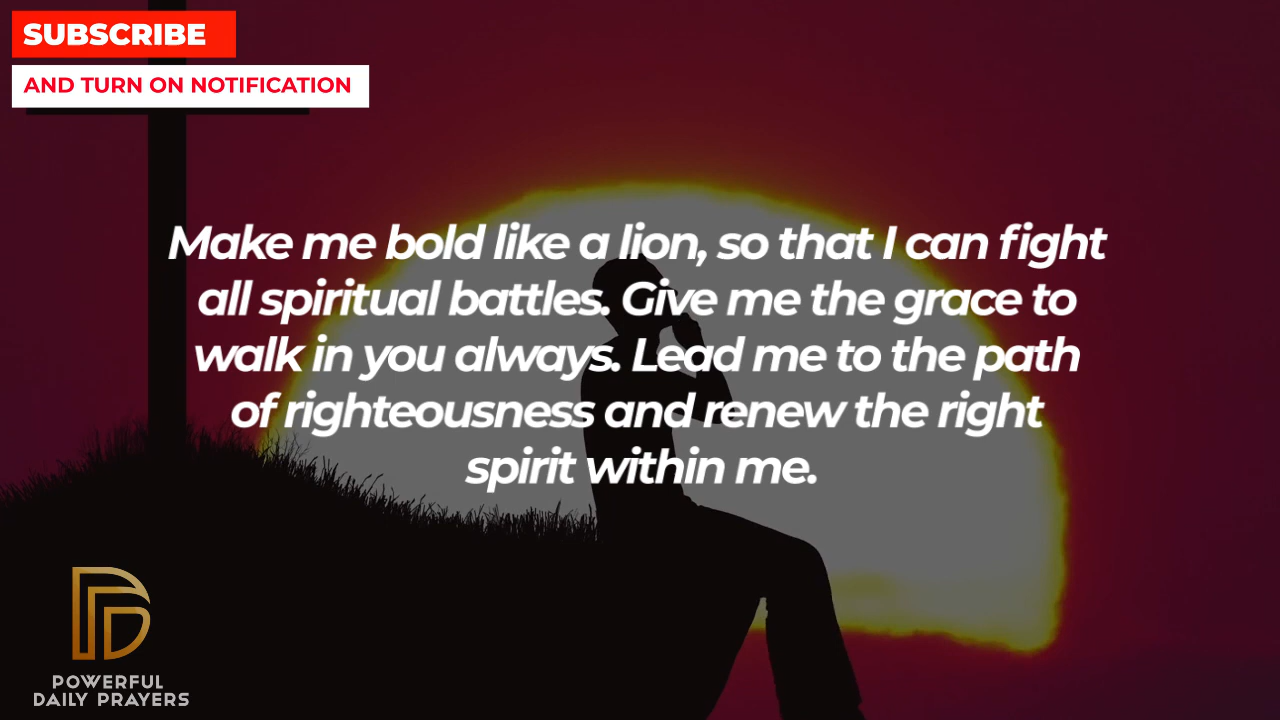 SUBSCRIBE
AND TURN ON NOTIFICATION
Make me bold like a lion, so that I can fight
all spiritual battles. Give me the grace to
walk in you always. Lead me to the path
of righteousness and renew the right
spirit within me.
POWERFUL
DAILY PRAYERS